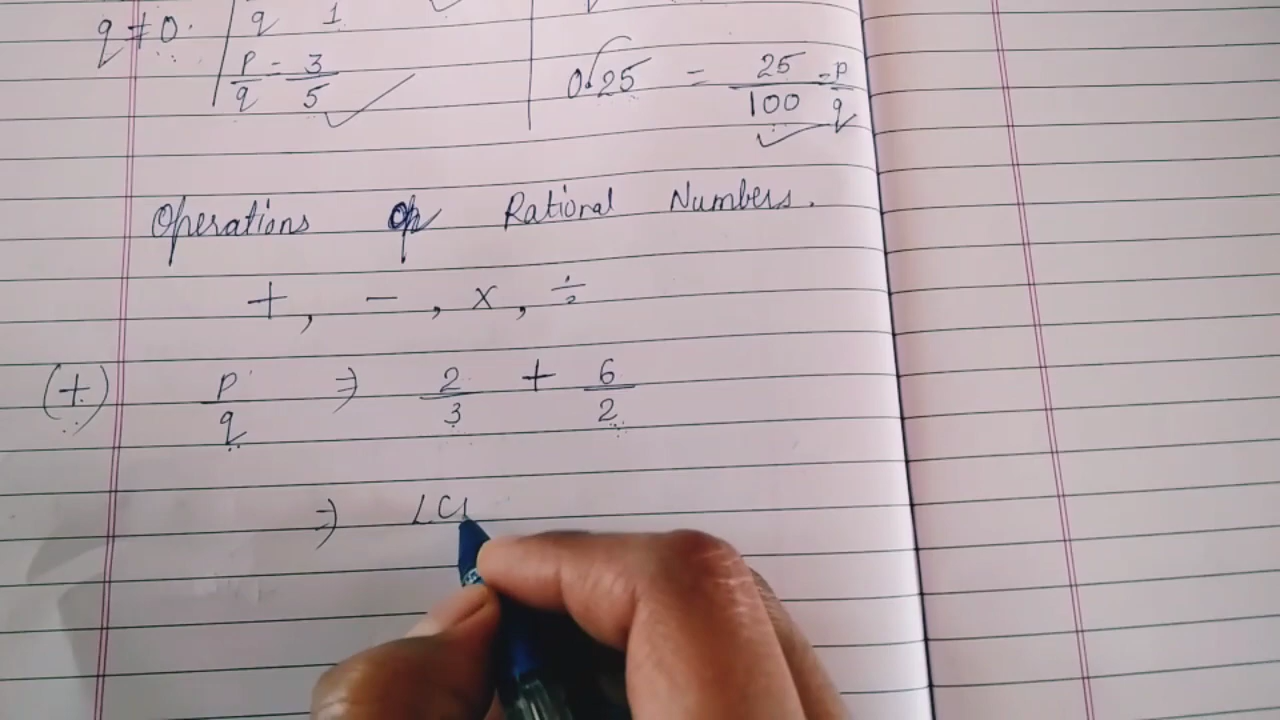 q ≠ 0. q 1
p/q = 3/5 0.25 = 25/100 = p/q
Operations of Rational Numbers.
+, -, x, ÷
(+) p/q ⇒ 2/3 + 6/2
⇒ LC